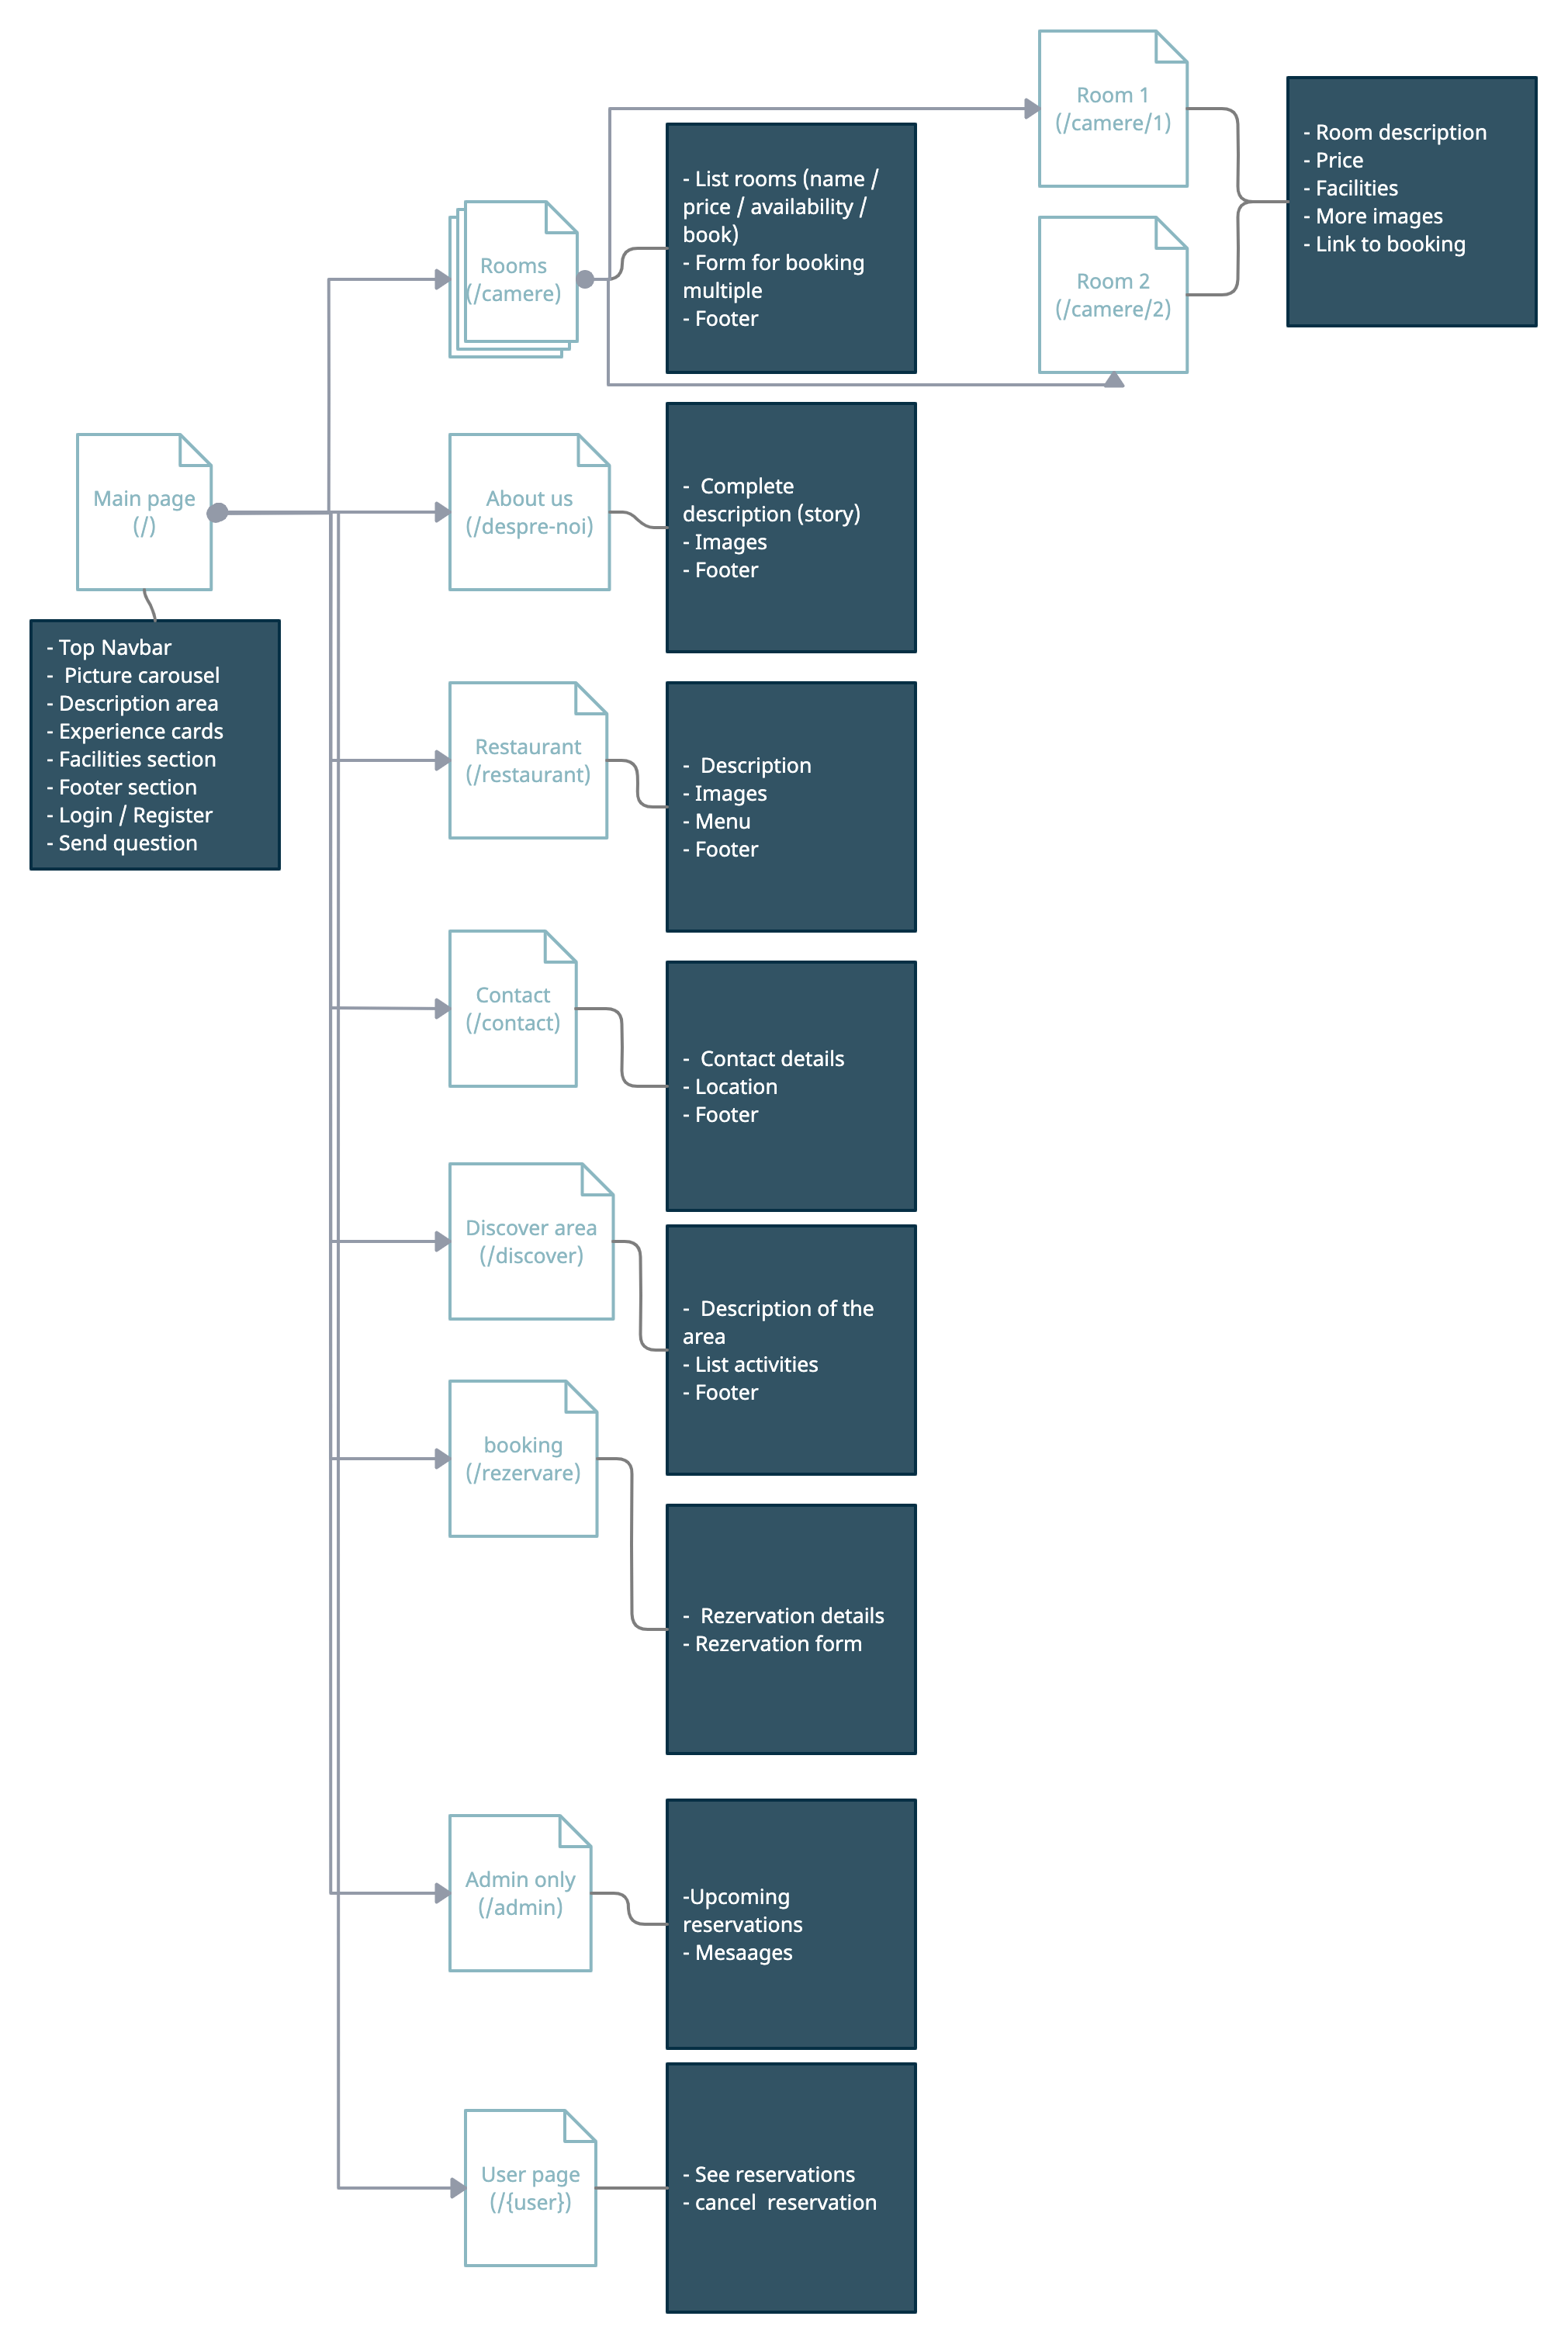 Room 1
(/camere/1)
- Room description
- Price
- Facilities
- More images
- Link to booking
Room 2
(/camere/2)
Rooms
(/camere)
- List rooms (name /
price / availability /
book)
- Form for booking
multiple
- Footer
Main page
(/)
- Top Navbar
-  Picture carousel
- Description area
- Experience cards
- Facilities section
- Footer section
- Login / Register
- Send question
About us
(/despre-noi)
-  Complete
description (story)
- Images
- Footer
Restaurant
(/restaurant)
-  Description
- Images
- Menu
- Footer
Contact
(/contact)
-  Contact details
- Location
- Footer
Discover area
(/discover)
-  Description of the
area
- List activities
- Footer
booking
(/rezervare)
-  Rezervation details
- Rezervation form
Admin only
(/admin)
-Upcoming
reservations
- Mesaages
User page
(/{user})
- See reservations
- cancel  reservation